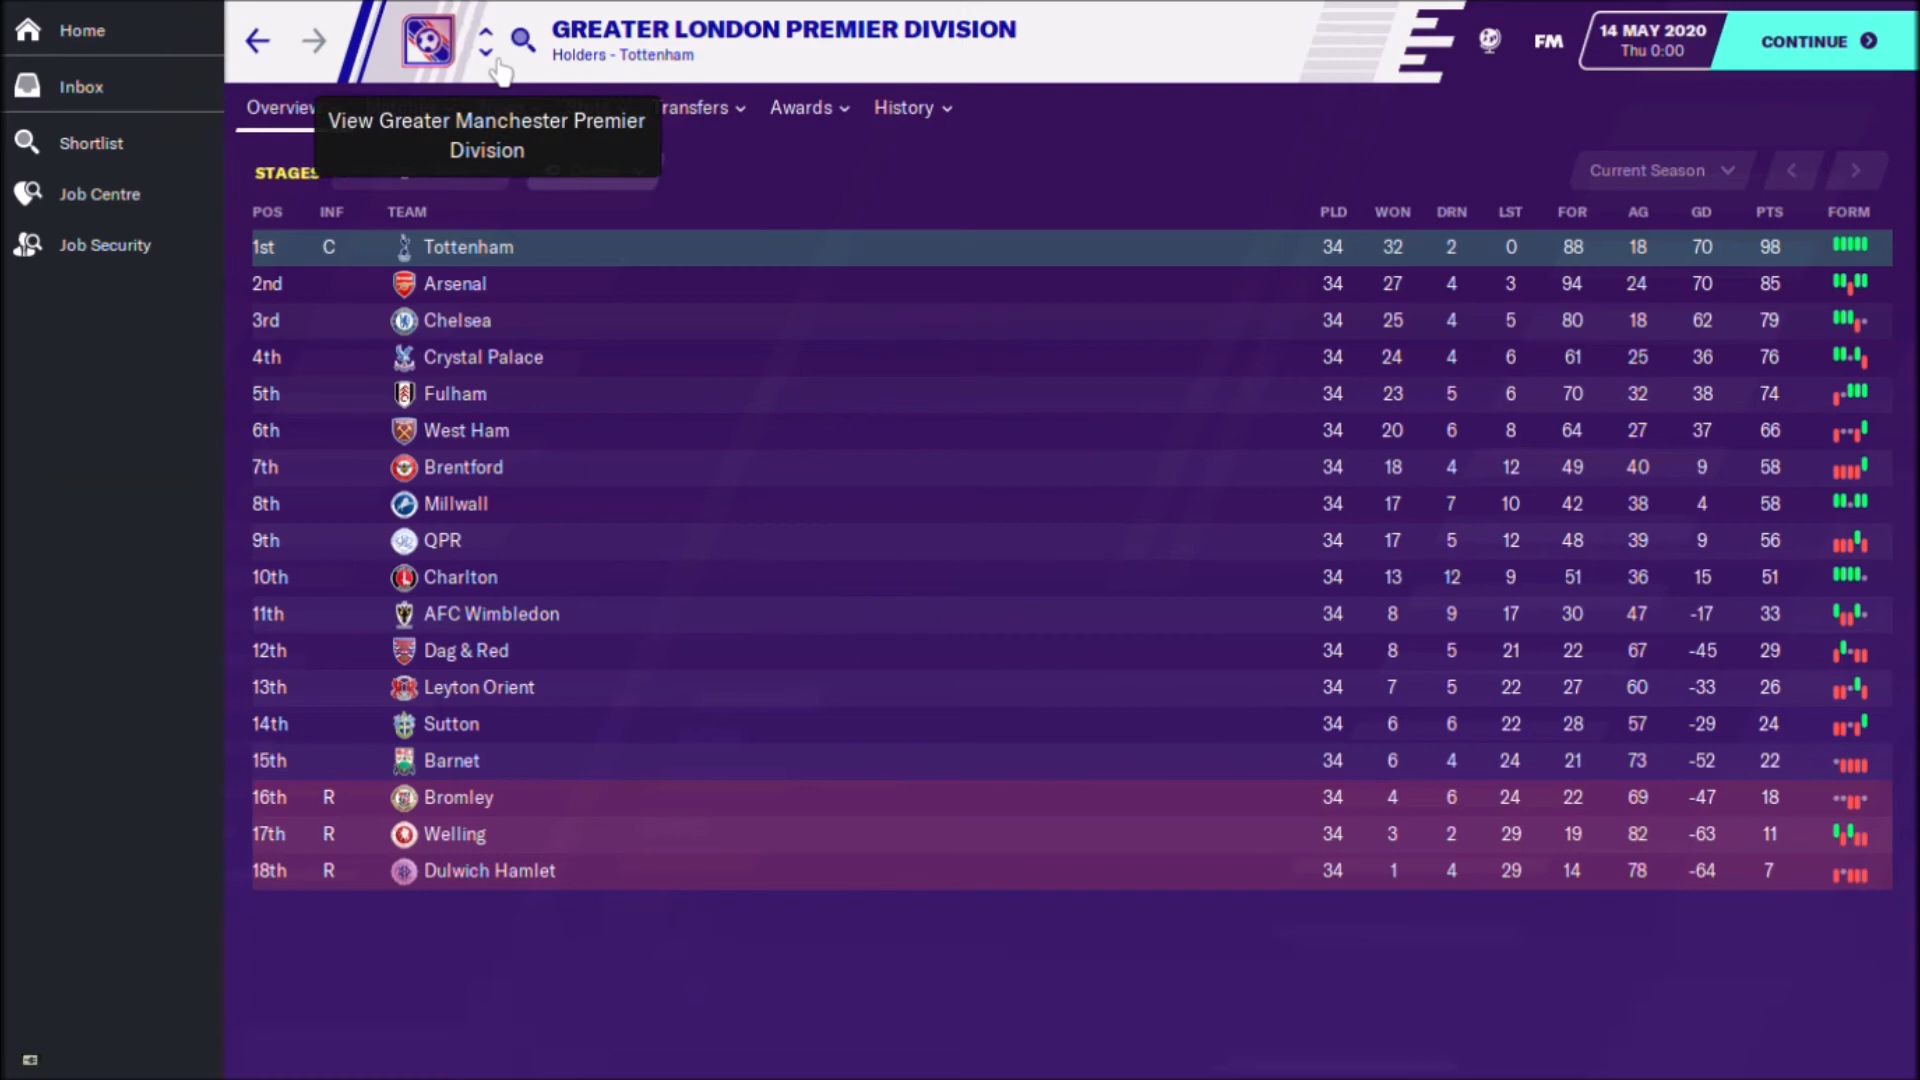 Home
Inbox
Shortlist
Job Centre
Job Security
GREATER LONDON PREMIER DIVISION
Holders - Tottenham
FM
14 MAY 2020
Thu 0:00
CONTINUE
Overview
Transfers
Awards
History
View Greater Manchester Premier
Division
STAGES
Current Season
POS INF TEAM PLD WON DRN LST FOR AG GD PTS FORM
1st C Tottenham 34 32 2 0 88 18 70 98
2nd Arsenal 34 27 4 3 94 24 70 85
3rd Chelsea 34 25 4 5 80 18 62 79
4th Crystal Palace 34 24 4 6 61 25 36 76
5th Fulham 34 23 5 6 70 32 38 74
6th West Ham 34 20 6 8 64 27 37 66
7th Brentford 34 18 4 12 49 40 9 58
8th Millwall 34 17 7 10 42 38 4 58
9th QPR 34 17 5 12 48 39 9 56
10th Charlton 34 13 12 9 51 36 15 51
11th AFC Wimbledon 34 8 9 17 30 47 -17 33
12th Dag & Red 34 8 5 21 22 67 -45 29
13th Leyton Orient 34 7 5 22 27 60 -33 26
14th Sutton 34 6 6 22 28 57 -29 24
15th Barnet 34 6 4 24 21 73 -52 22
16th R Bromley 34 4 6 24 22 69 -47 18
17th R Welling 34 3 2 29 19 82 -63 11
18th R Dulwich Hamlet 34 1 4 29 14 78 -64 7